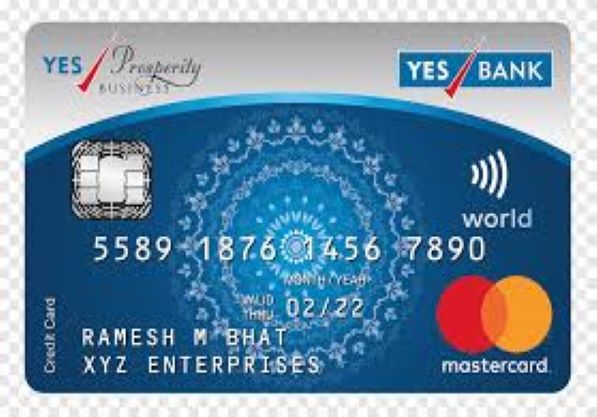 YES Prosperity
BUSINESS
YES BANK
world
5589 1876 1456 7890
MONTH/YEAR
VALID THRU 02/22
RAMESH M BHAT
XYZ ENTERPRISES
Credit Card
mastercard